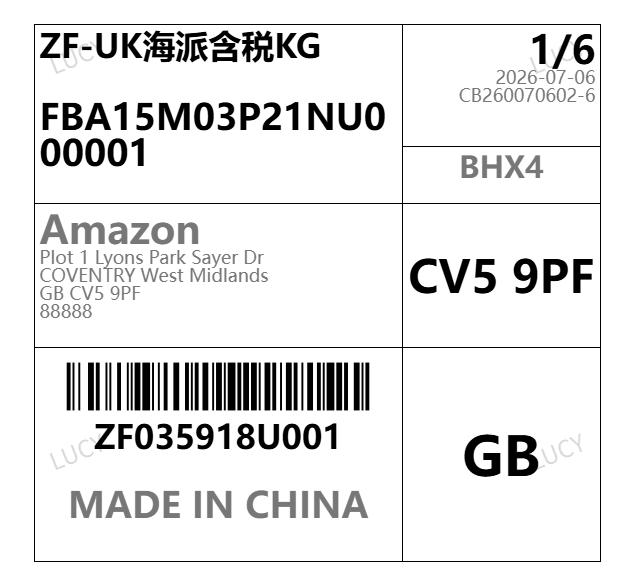 ZF-UK海派含税KG
1/6
2026-07-06
CB260070602-6
FBA15M03P21NU0
00001
BHX4
Amazon
Plot 1 Lyons Park Sayer Dr
COVENTRY West Midlands
GB CV5 9PF
88888
CV5 9PF
ZF035918U001
MADE IN CHINA
GB
LUCY
LUCY
LUCY
LUCY